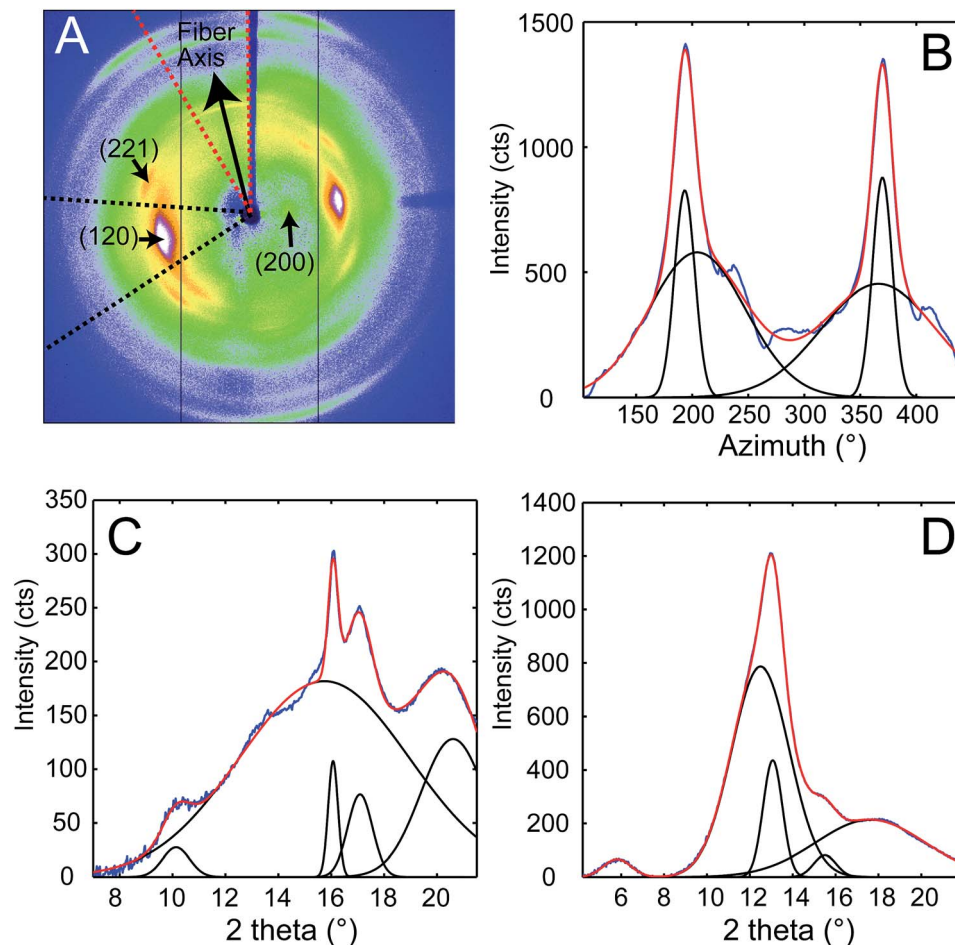 A
Fiber
Axis
(221)
(120)
(200)
B
1500
1000
500
0
Intensity (cts)
150 200 250 300 350 400
Azimuth (°)
C
350
300
250
200
150
100
50
0
Intensity (cts)
8 10 12 14 16 18 20
2 theta (°)
D
1400
1200
1000
800
600
400
200
0
Intensity (cts)
6 8 10 12 14 16 18 20
2 theta (°)